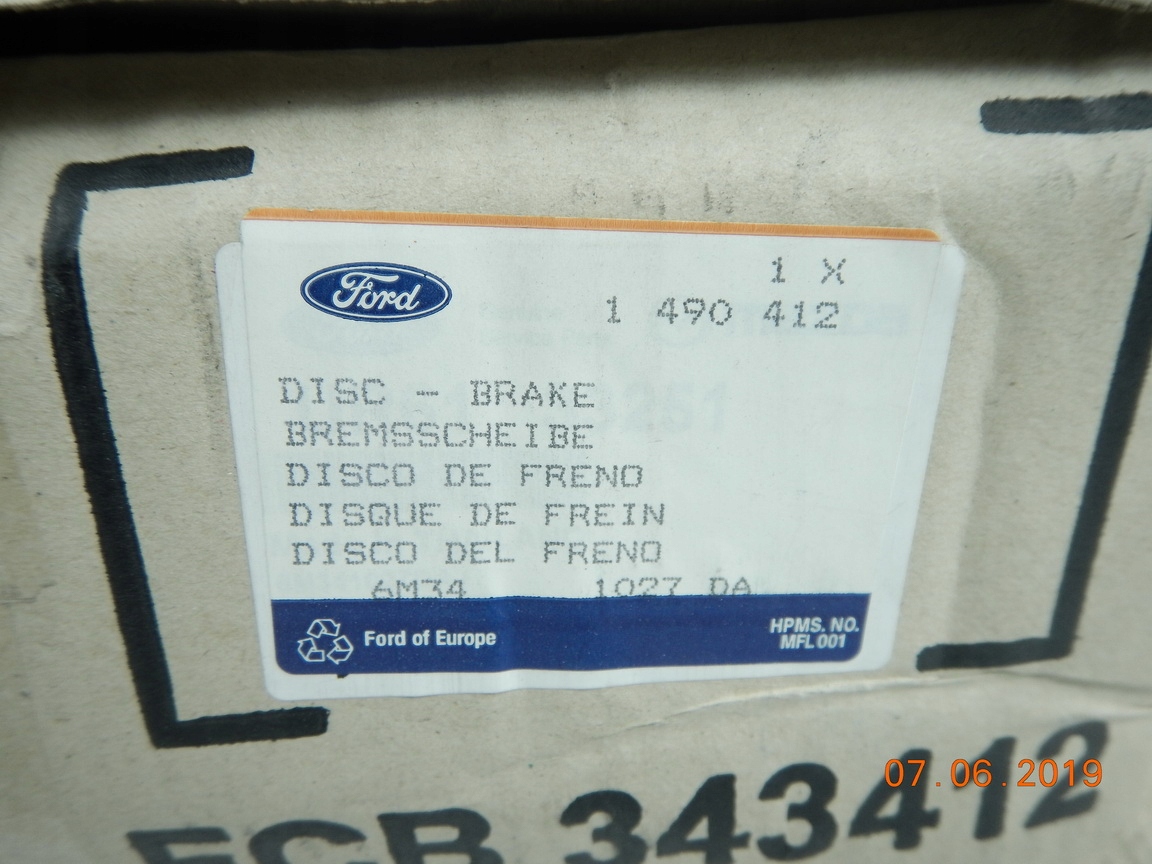 Ford
1 X
1 490 412
DISC - BRAKE
BREMSSCHEIBE
DISCO DE FRENO
DISQUE DE FREIN
DISCO DEL FRENO
6M34 1027 DA
Ford of Europe
HPMS. NO.
MFL 001
343412
07.06.2019